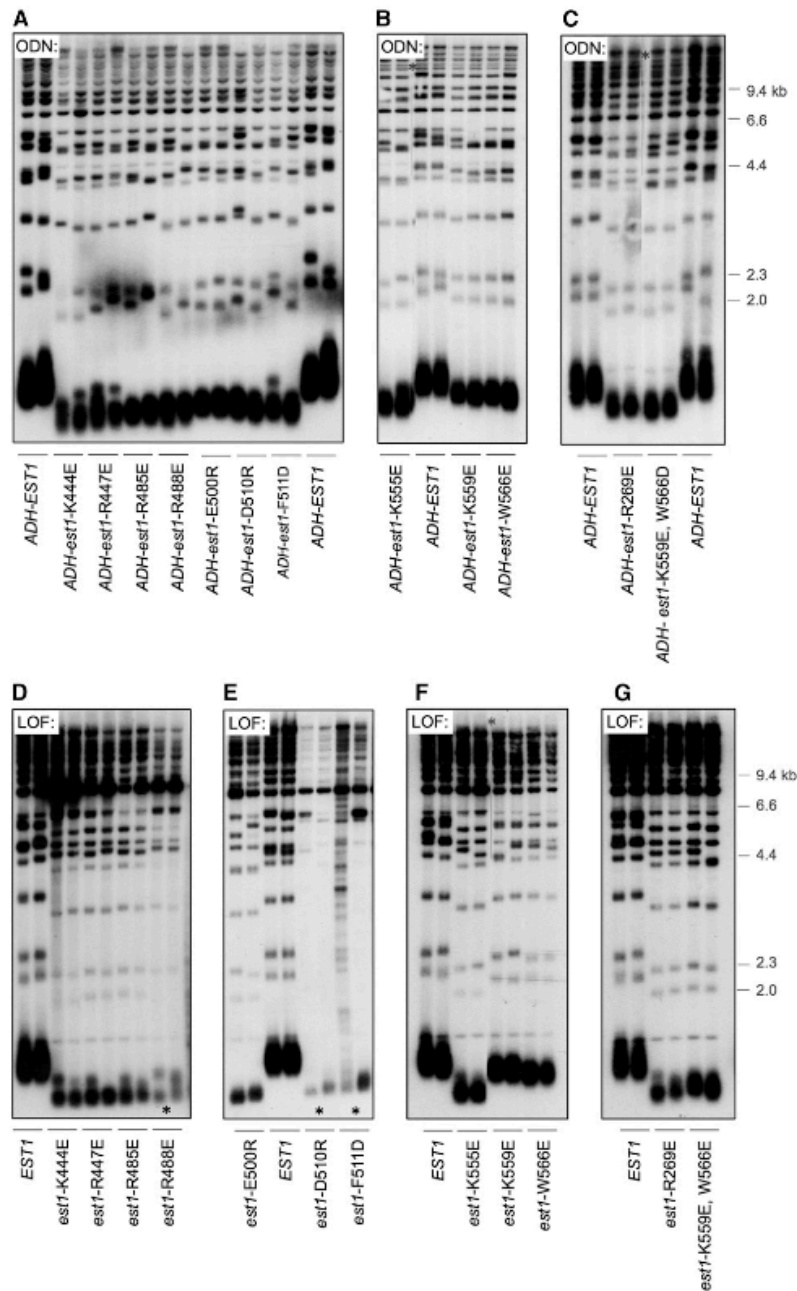 A
ODN:
B
ODN:
C
ODN:
*
*
9.4 kb
6.6
4.4
2.3
2.0
ADH-EST1
ADH-est1-K444E
ADH-est1-R447E
ADH-est1-R485E
ADH-est1-R488E
ADH-est1-E500R
ADH-est1-D510R
ADH-est1-F511D
ADH-EST1
ADH-est1-K555E
ADH-EST1
ADH-est1-K559E
ADH-est1-W566E
ADH-EST1
ADH-est1-R269E
ADH- est1-K559E, W566D
ADH-EST1
D
LOF:
E
LOF:
F
LOF:
G
LOF:
*
9.4 kb
6.6
4.4
2.3
2.0
*
*
*
EST1
est1-K444E
est1-R447E
est1-R485E
est1-R488E
est1-E500R
EST1
est1-D510R
est1-F511D
EST1
est1-K555E
est1-K559E
est1-W566E
EST1
est1-R269E
est1-K559E, W566E